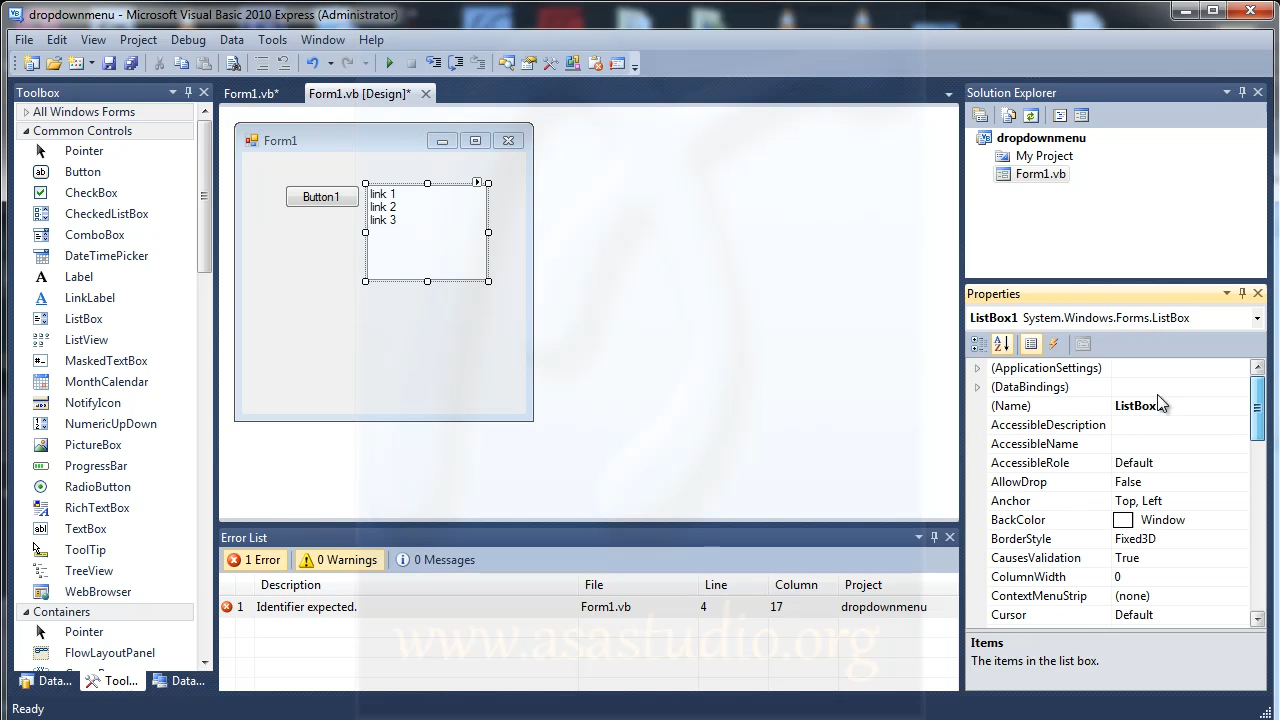 dropdownmenu - Microsoft Visual Basic 2010 Express (Administrator)
File Edit View Project Debug Data Tools Window Help
Toolbox
All Windows Forms
Common Controls
Pointer
Button
CheckBox
CheckedListBox
ComboBox
DateTimePicker
Label
LinkLabel
ListBox
ListView
MaskedTextBox
MonthCalendar
NotifyIcon
NumericUpDown
PictureBox
ProgressBar
RadioButton
RichTextBox
TextBox
ToolTip
TreeView
WebBrowser
Containers
Pointer
FlowLayoutPanel
Data... Tool... Data...
Form1.vb* Form1.vb [Design]*
Form1
Button1
link 1
link 2
link 3
Error List
1 Error 0 Warnings 0 Messages
Description File Line Column Project
1 Identifier expected. Form1.vb 4 17 dropdownmenu
www.asastudio.org
Solution Explorer
dropdownmenu
My Project
Form1.vb
Properties
ListBox1 System.Windows.Forms.ListBox
(ApplicationSettings)
(DataBindings)
(Name) ListBox
AccessibleDescription
AccessibleName
AccessibleRole Default
AllowDrop False
Anchor Top, Left
BackColor Window
BorderStyle Fixed3D
CausesValidation True
ColumnWidth 0
ContextMenuStrip (none)
Cursor Default
Items
The items in the list box.
Ready